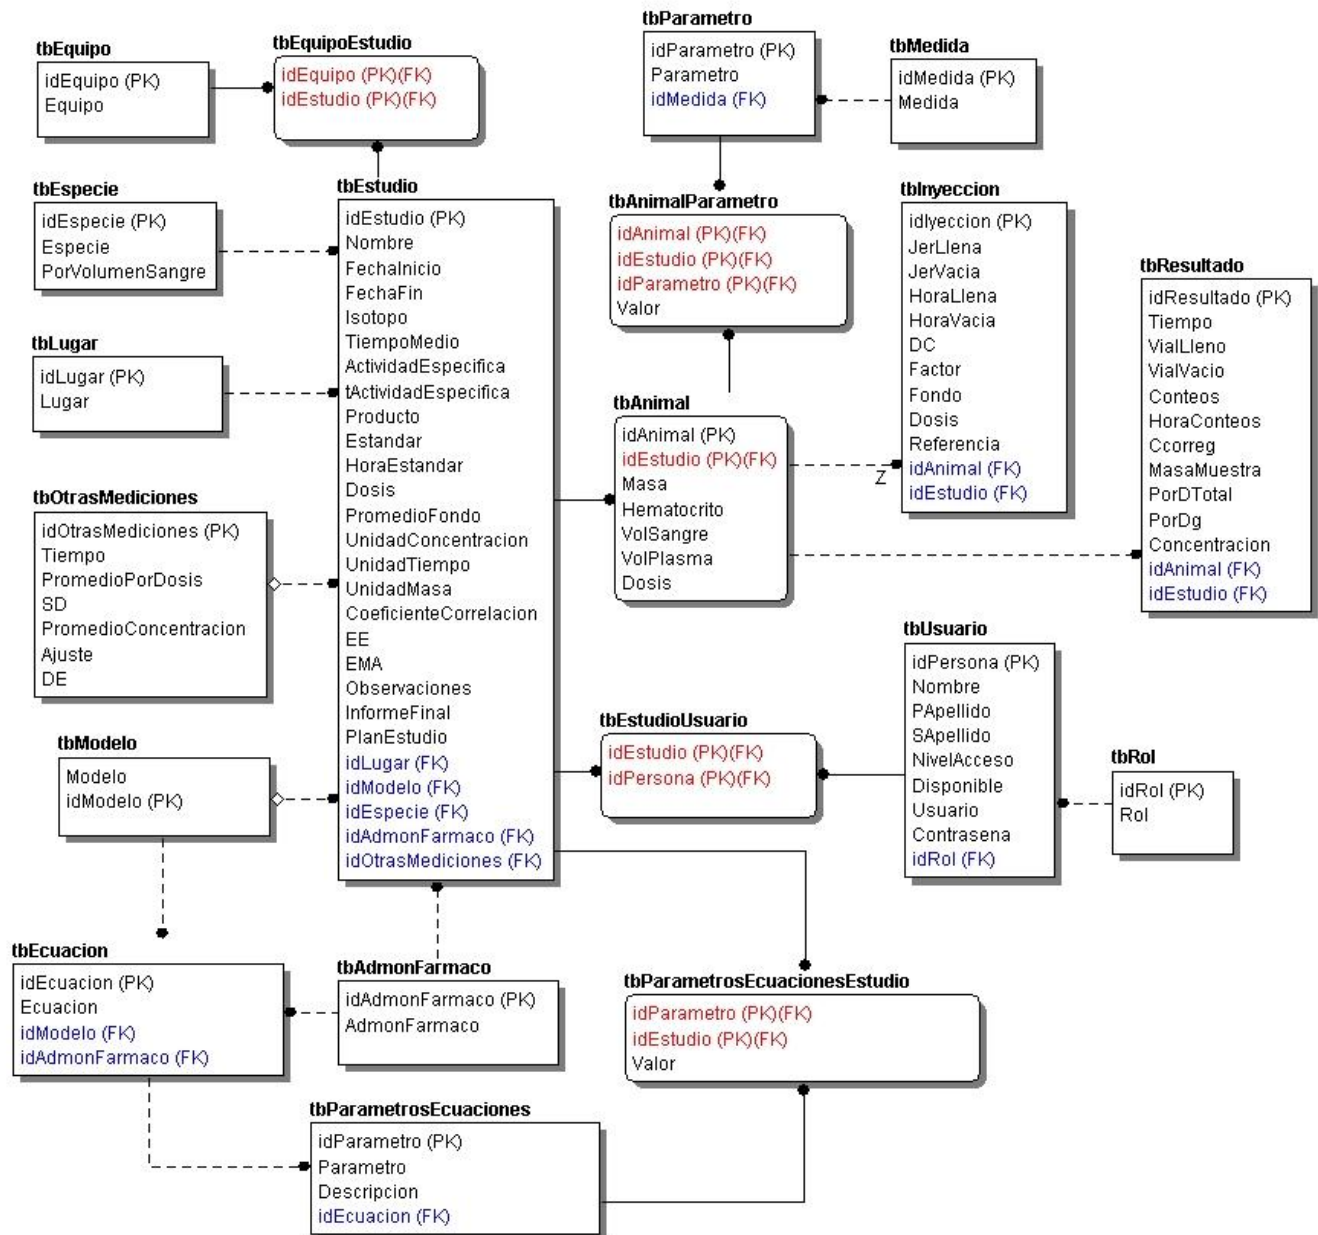 tbEquipo
idEquipo (PK)
Equipo
tbEquipoEstudio
idEquipo (PK)(FK)
idEstudio (PK)(FK)
tbParametro
idParametro (PK)
Parametro
idMedida (FK)
tbMedida
idMedida (PK)
Medida
tbEspecie
idEspecie (PK)
Especie
PorVolumenSangre
tbLugar
idLugar (PK)
Lugar
tbOtrasMediciones
idOtrasMediciones (PK)
Tiempo
PromedioPorDosis
SD
PromedioConcentracion
Ajuste
DE
tbModelo
Modelo
idModelo (PK)
tbEstudio
idEstudio (PK)
Nombre
FechaInicio
FechaFin
Isotopo
TiempoMedio
ActividadEspecifica
tActividadEspecifica
Producto
Estandar
HoraEstandar
Dosis
PromedioFondo
UnidadConcentracion
UnidadTiempo
UnidadMasa
CoeficienteCorrelacion
EE
EMA
Observaciones
InformeFinal
PlanEstudio
idLugar (FK)
idModelo (FK)
idEspecie (FK)
idAdmonFarmaco (FK)
idOtrasMediciones (FK)
tbAnimalParametro
idAnimal (PK)(FK)
idEstudio (PK)(FK)
idParametro (PK)(FK)
Valor
tbAnimal
idAnimal (PK)
idEstudio (PK)(FK)
Masa
Hematocrito
VolSangre
VolPlasma
Dosis
Z
tbInyeccion
idIyeccion (PK)
JerLlena
JerVacia
HoraLlena
HoraVacia
DC
Factor
Fondo
Dosis
Referencia
idAnimal (FK)
idEstudio (FK)
tbResultado
idResultado (PK)
Tiempo
VialLleno
VialVacio
Conteos
HoraConteos
Ccorreg
MasaMuestra
PorDTotal
PorDg
Concentracion
idAnimal (FK)
idEstudio (FK)
tbEstudioUsuario
idEstudio (PK)(FK)
idPersona (PK)(FK)
tbUsuario
idPersona (PK)
Nombre
PApellido
SApellido
NivelAcceso
Disponible
Usuario
Contrasena
idRol (FK)
tbRol
idRol (PK)
Rol
tbEcuacion
idEcuacion (PK)
Ecuacion
idModelo (FK)
idAdmonFarmaco (FK)
tbAdmonFarmaco
idAdmonFarmaco (PK)
AdmonFarmaco
tbParametrosEcuacionesEstudio
idParametro (PK)(FK)
idEstudio (PK)(FK)
Valor
tbParametrosEcuaciones
idParametro (PK)
Parametro
Descripcion
idEcuacion (FK)